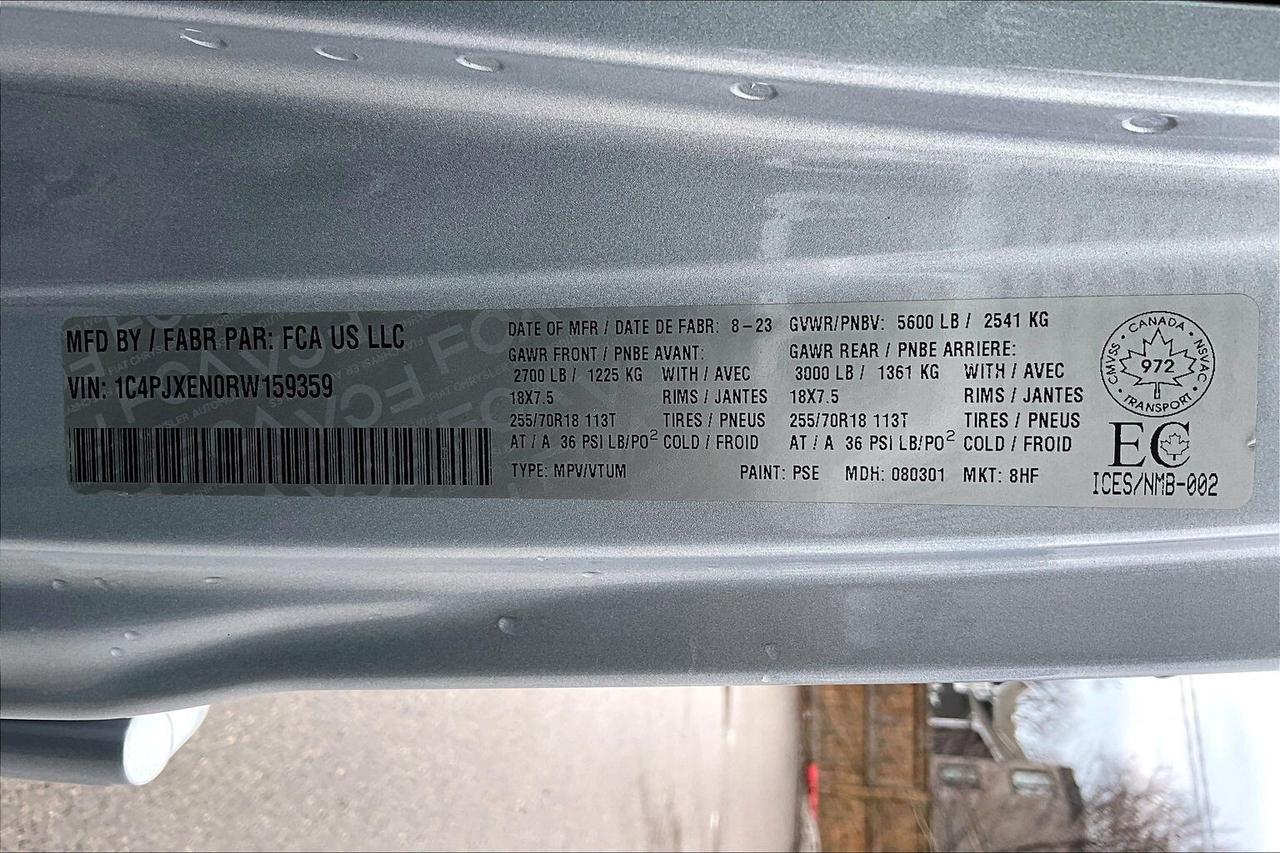 MFD BY / FABR PAR: FCA US LLC
VIN: 1C4PJXEN0RW159359
DATE OF MFR / DATE DE FABR: 8-23 GVWR/PNBV: 5600 LB / 2541 KG
GAWR FRONT / PNBE AVANT: GAWR REAR / PNBE ARRIERE:
2700 LB / 1225 KG WITH / AVEC 3000 LB / 1361 KG WITH / AVEC
18X7.5 RIMS / JANTES 18X7.5 RIMS / JANTES
255/70R18 113T TIRES / PNEUS 255/70R18 113T TIRES / PNEUS
AT / A 36 PSI LB/PO² COLD / FROID AT / A 36 PSI LB/PO² COLD / FROID
TYPE: MPV/VTUM PAINT: PSE MDH: 080301 MKT: 8HF
CANADA
CMVSS 972 NSVAC
TRANSPORT
EC
ICES/NMB-002